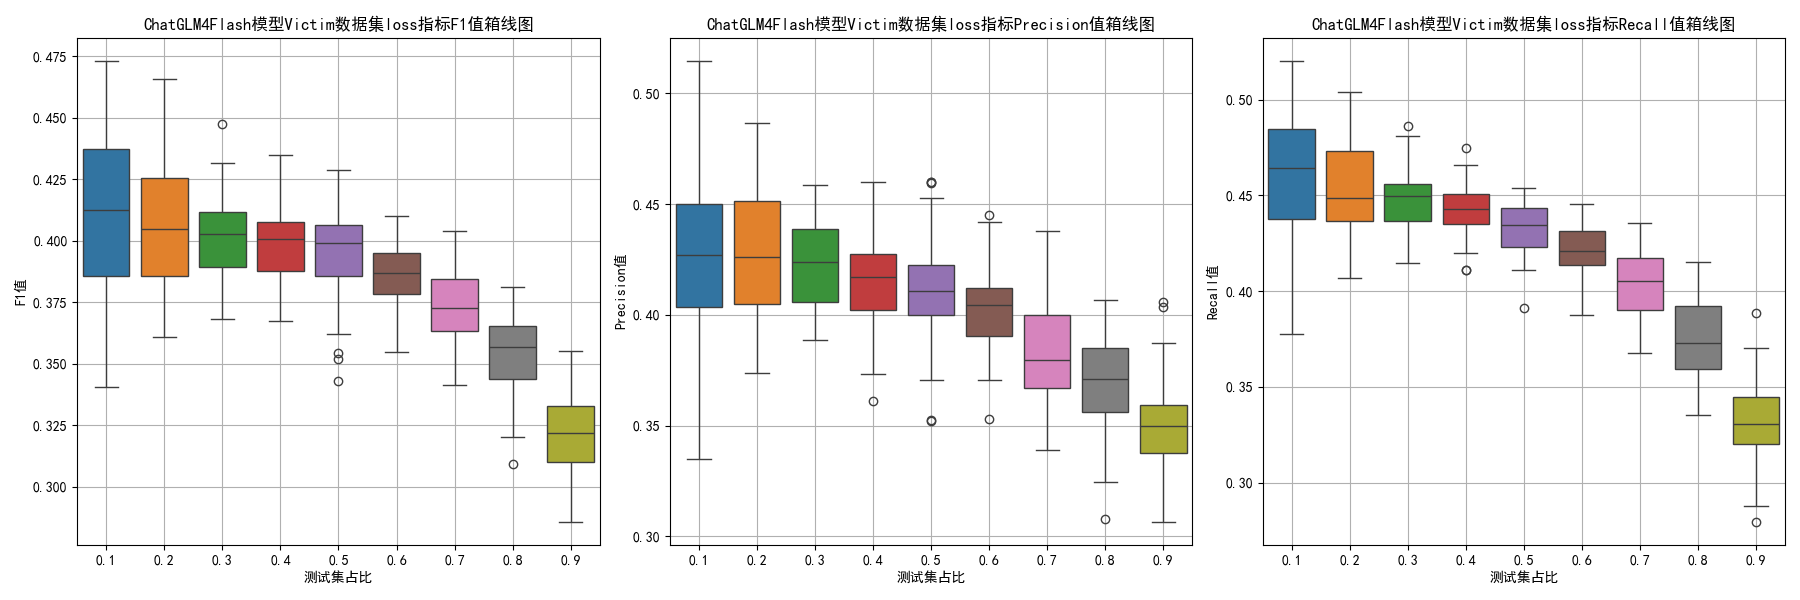 ChatGLM4Flash模型Victim数据集loss指标F1值箱线图
0.475
0.450
0.425
0.400
0.375
0.350
0.325
0.300
F1值
0.1 0.2 0.3 0.4 0.5 0.6 0.7 0.8 0.9
测试集占比
ChatGLM4Flash模型Victim数据集loss指标Precision值箱线图
0.50
0.45
0.40
0.35
0.30
Precision值
0.1 0.2 0.3 0.4 0.5 0.6 0.7 0.8 0.9
测试集占比
ChatGLM4Flash模型Victim数据集loss指标Recall值箱线图
0.50
0.45
0.40
0.35
0.30
Recall值
0.1 0.2 0.3 0.4 0.5 0.6 0.7 0.8 0.9
测试集占比